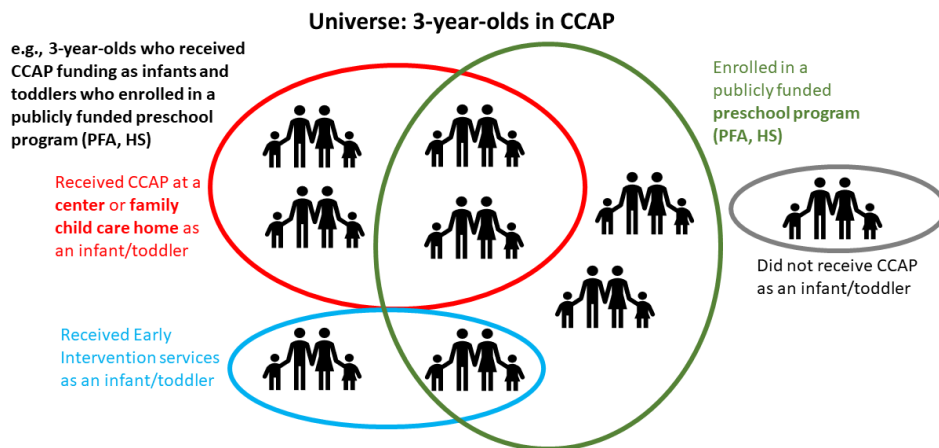 Universe: 3-year-olds in CCAP
e.g., 3-year-olds who received
CCAP funding as infants and
toddlers who enrolled in a
publicly funded preschool
program (PFA, HS)
Received CCAP at a
center or family
child care home as
an infant/toddler
Received Early
Intervention services
as an infant/toddler
Enrolled in a
publicly funded
preschool program
(PFA, HS)
Did not receive CCAP
as an infant/toddler